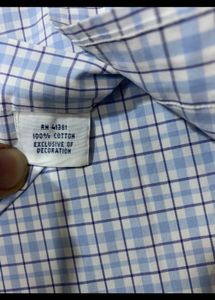 RN 41381
100% COTTON
EXCLUSIVE OF
DECORATION